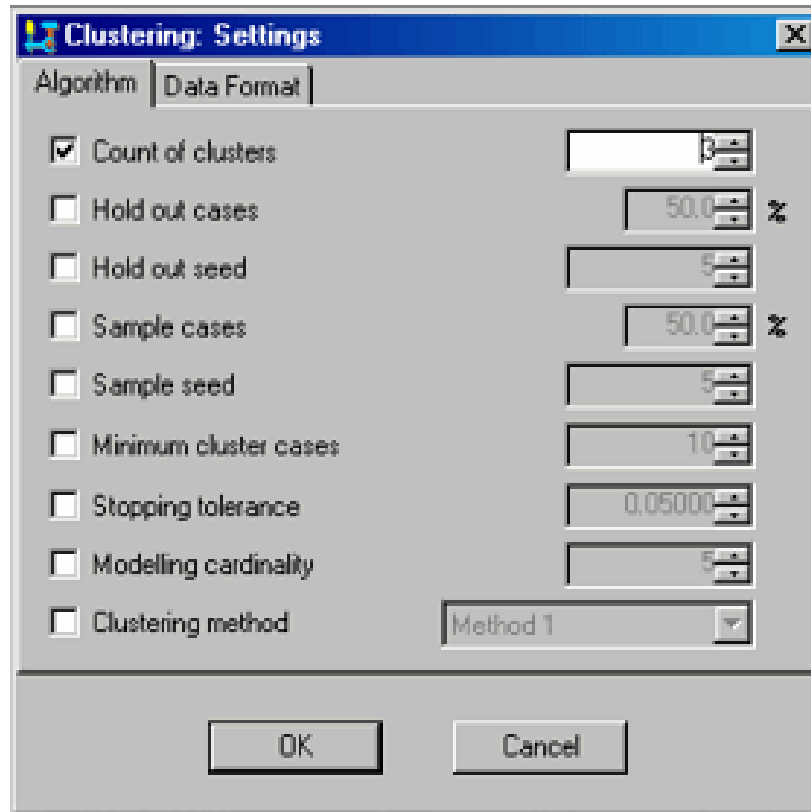 Clustering: Settings
Algorithm Data Format
Count of clusters 3
Hold out cases 50.0 %
Hold out seed 5
Sample cases 50.0 %
Sample seed 5
Minimum cluster cases 10
Stopping tolerance 0.05000
Modelling cardinality 5
Clustering method Method 1
OK Cancel